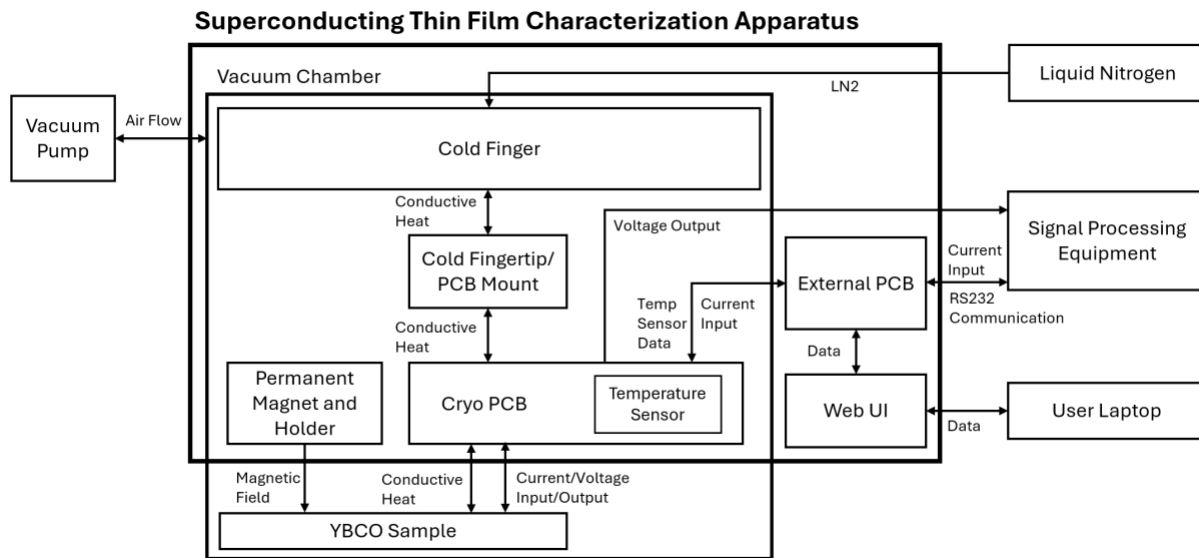 Superconducting Thin Film Characterization Apparatus
Vacuum Chamber
Liquid Nitrogen
LN2
Vacuum
Pump
Air Flow
Cold Finger
Conductive
Heat
Voltage Output
Signal Processing
Equipment
Cold Fingertip/
PCB Mount
External PCB
Current
Input
RS232
Communication
Temp
Sensor
Data
Current
Input
Conductive
Heat
Data
Permanent
Magnet and
Holder
Cryo PCB
Temperature
Sensor
Web UI
Data
User Laptop
Magnetic
Field
Conductive
Heat
Current/Voltage
Input/Output
YBCO Sample